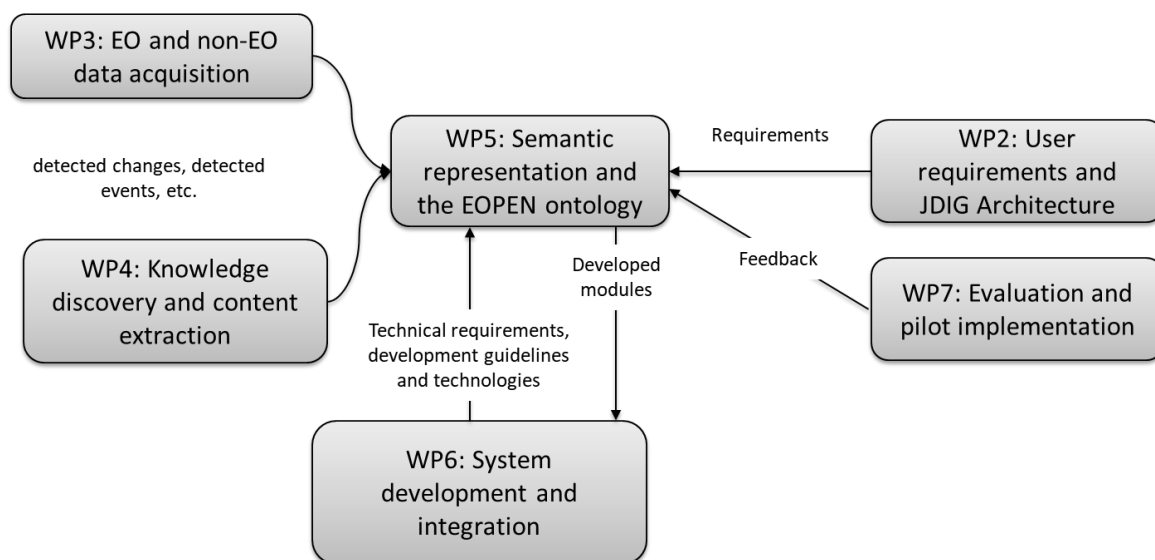 WP3: EO and non-EO
data acquisition
detected changes, detected
events, etc.
WP4: Knowledge
discovery and content
extraction
WP5: Semantic
representation and
the EOPEN ontology
Requirements
WP2: User
requirements and
JDIG Architecture
Feedback
WP7: Evaluation and
pilot implementation
Developed
modules
Technical requirements,
development guidelines
and technologies
WP6: System
development and
integration